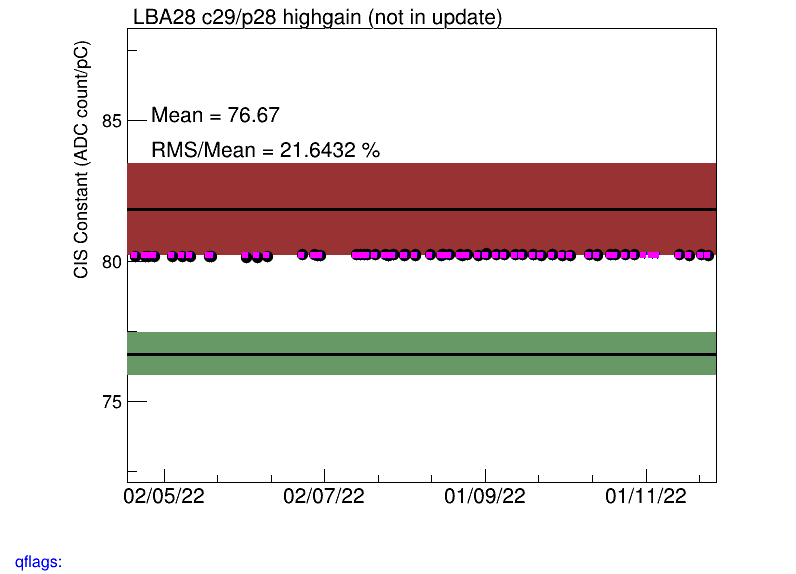 LBA28 c29/p28 highgain (not in update)
CIS Constant (ADC count/pC)
Mean = 76.67
RMS/Mean = 21.6432 %
85
80
75
02/05/22
02/07/22
01/09/22
01/11/22
qflags: